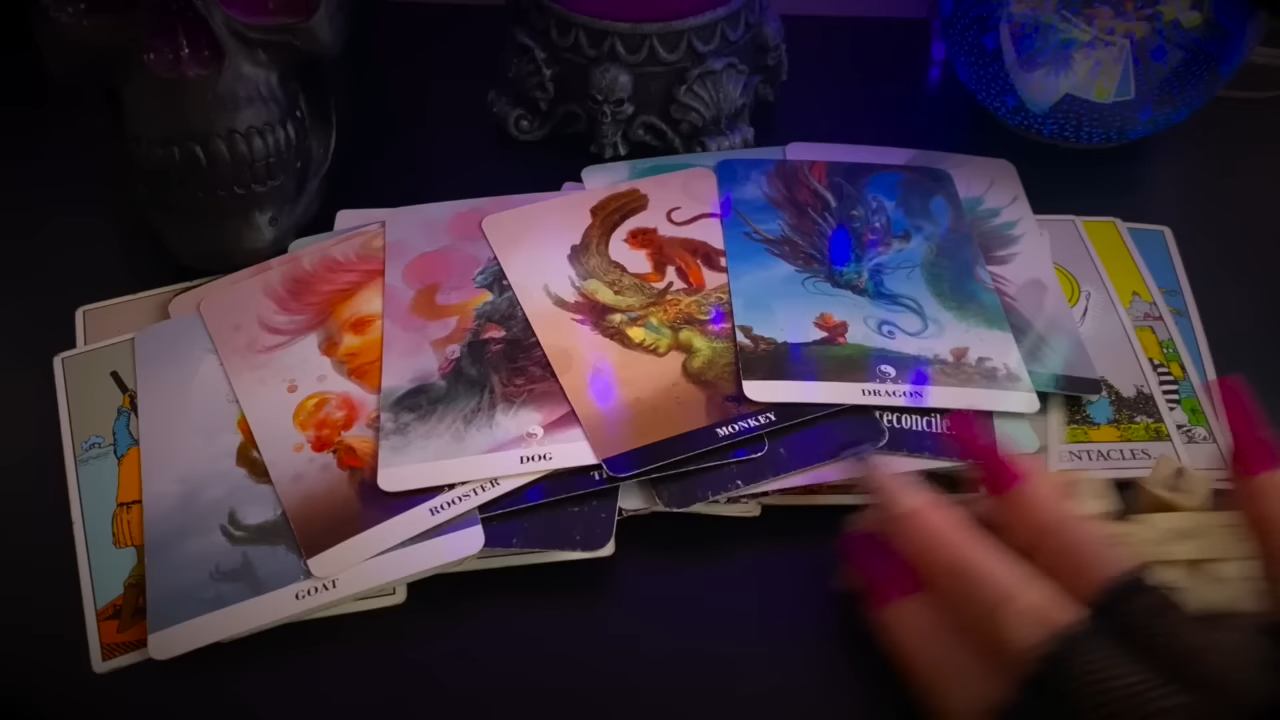 DRAGON
reconcile.
MONKEY
ENTACLES
DOG
ROOSTER
GOAT